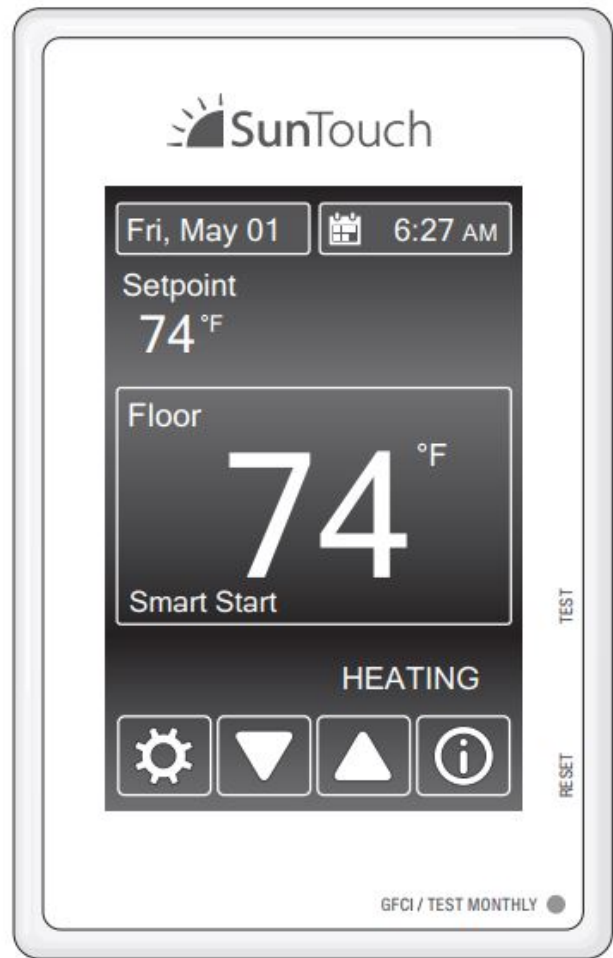 SunTouch
Fri, May 01
6:27 AM
Setpoint
74 °F
Floor
74 °F
Smart Start
TEST
HEATING
RESET
GFCI / TEST MONTHLY